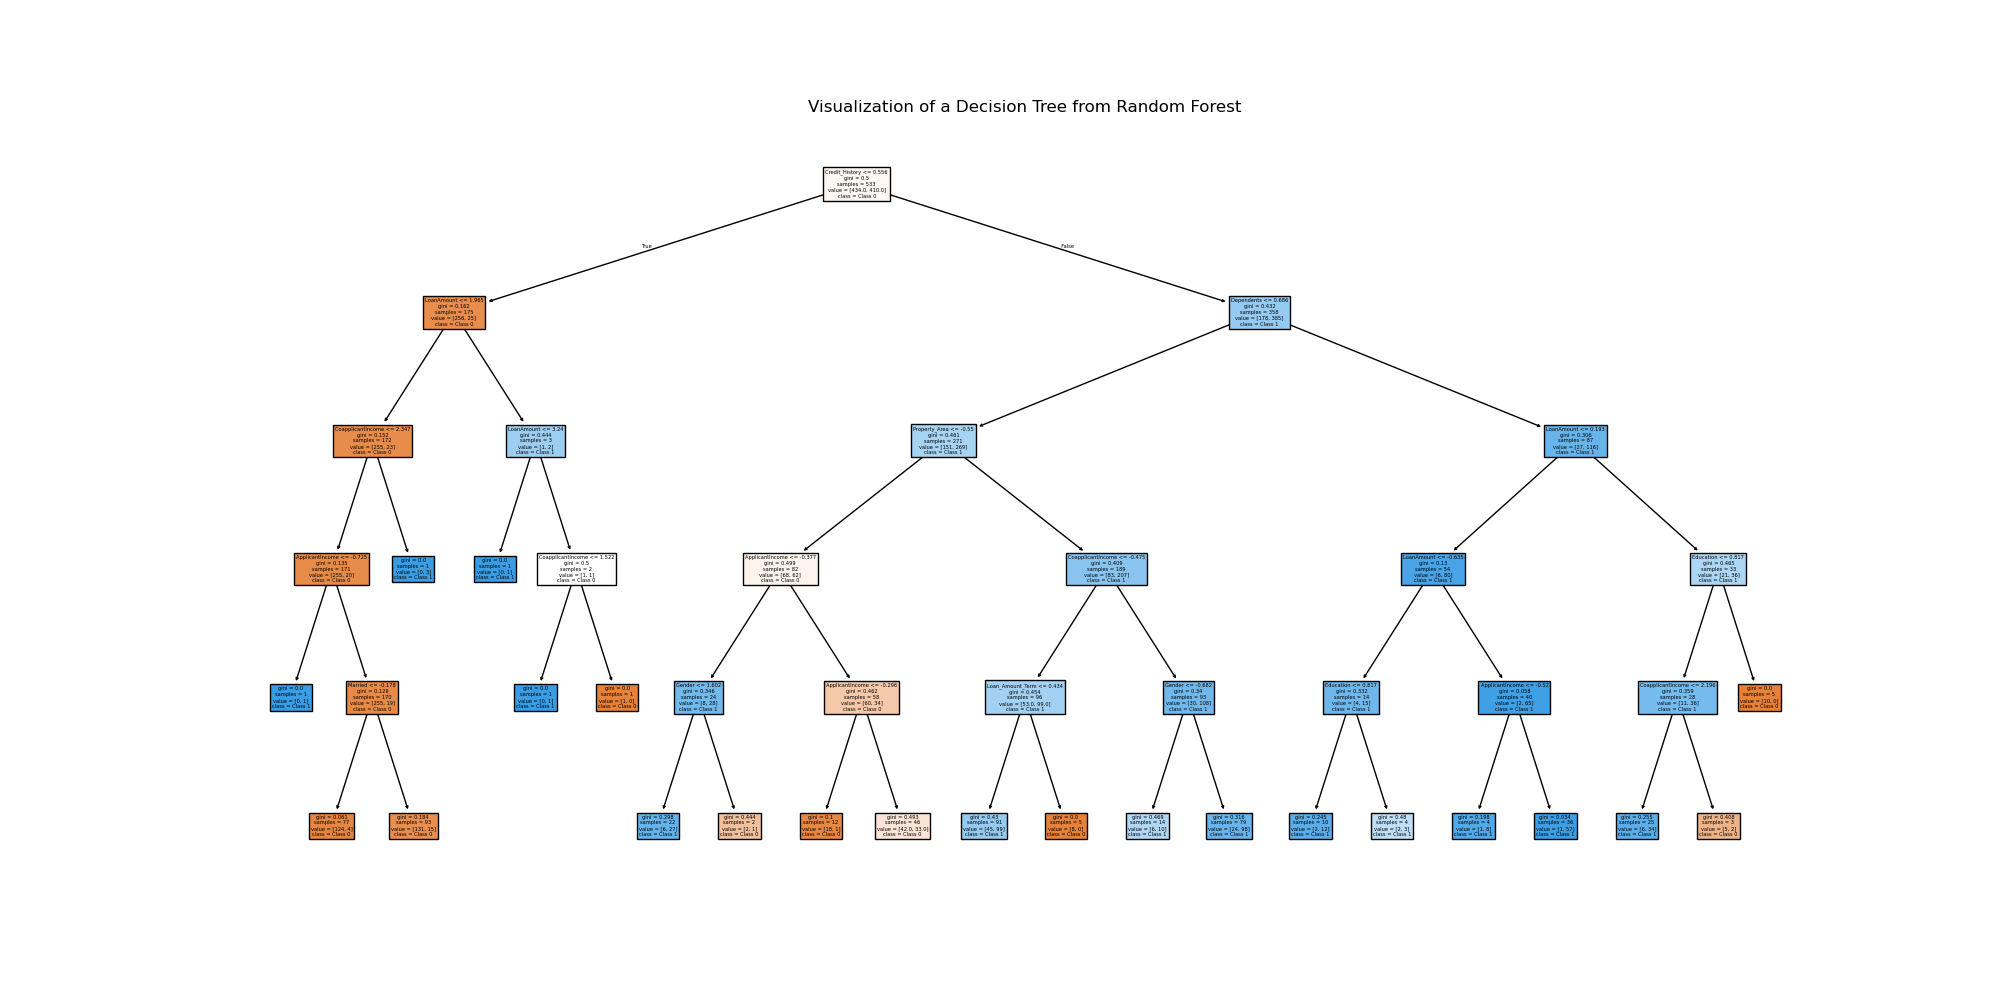 Visualization of a Decision Tree from Random Forest
Credit_History <= 0.556
gini = 0.5
samples = 533
value = [434.0, 410.0]
class = Class 0
True
False
LoanAmount <= 1.965
gini = 0.162
samples = 175
value = [256, 25]
class = Class 0
Dependents <= 0.686
gini = 0.432
samples = 358
value = [178, 385]
class = Class 1
CoapplicantIncome <= 2.347
gini = 0.152
samples = 172
value = [255, 23]
class = Class 0
LoanAmount <= 3.24
gini = 0.444
samples = 3
value = [1, 2]
class = Class 1
Property_Area <= -0.55
gini = 0.461
samples = 271
value = [151, 269]
class = Class 1
LoanAmount <= 0.193
gini = 0.306
samples = 87
value = [27, 116]
class = Class 1
ApplicantIncome <= -0.725
gini = 0.135
samples = 171
value = [255, 20]
class = Class 0
gini = 0.0
samples = 1
value = [0, 3]
class = Class 1
gini = 0.0
samples = 1
value = [0, 1]
class = Class 1
CoapplicantIncome <= 1.522
gini = 0.5
samples = 2
value = [1, 1]
class = Class 0
ApplicantIncome <= -0.377
gini = 0.499
samples = 82
value = [68, 62]
class = Class 0
CoapplicantIncome <= -0.475
gini = 0.409
samples = 189
value = [83, 207]
class = Class 1
LoanAmount <= -0.635
gini = 0.13
samples = 54
value = [6, 80]
class = Class 1
Education <= 0.817
gini = 0.465
samples = 33
value = [21, 36]
class = Class 1
gini = 0.0
samples = 1
value = [0, 1]
class = Class 1
Married <= -0.178
gini = 0.129
samples = 170
value = [255, 19]
class = Class 0
gini = 0.0
samples = 1
value = [0, 1]
class = Class 1
gini = 0.0
samples = 1
value = [1, 0]
class = Class 0
Gender <= 1.602
gini = 0.346
samples = 24
value = [8, 28]
class = Class 1
ApplicantIncome <= -0.296
gini = 0.462
samples = 58
value = [60, 34]
class = Class 0
Loan_Amount_Term <= 0.434
gini = 0.454
samples = 96
value = [53.0, 99.0]
class = Class 1
Gender <= -0.682
gini = 0.34
samples = 93
value = [30, 108]
class = Class 1
Education <= 0.817
gini = 0.332
samples = 14
value = [4, 15]
class = Class 1
ApplicantIncome <= -0.52
gini = 0.058
samples = 40
value = [2, 65]
class = Class 1
CoapplicantIncome <= 2.196
gini = 0.359
samples = 28
value = [11, 36]
class = Class 1
gini = 0.0
samples = 5
value = [10, 0]
class = Class 0
gini = 0.061
samples = 77
value = [124, 4]
class = Class 0
gini = 0.184
samples = 93
value = [131, 15]
class = Class 0
gini = 0.298
samples = 22
value = [6, 27]
class = Class 1
gini = 0.444
samples = 2
value = [2, 1]
class = Class 0
gini = 0.1
samples = 12
value = [18, 1]
class = Class 0
gini = 0.493
samples = 46
value = [42.0, 33.0]
class = Class 0
gini = 0.43
samples = 91
value = [45, 99]
class = Class 1
gini = 0.0
samples = 5
value = [8, 0]
class = Class 0
gini = 0.469
samples = 14
value = [6, 10]
class = Class 1
gini = 0.316
samples = 79
value = [24, 98]
class = Class 1
gini = 0.245
samples = 10
value = [2, 12]
class = Class 1
gini = 0.48
samples = 4
value = [2, 3]
class = Class 1
gini = 0.198
samples = 4
value = [1, 8]
class = Class 1
gini = 0.034
samples = 36
value = [1, 57]
class = Class 1
gini = 0.255
samples = 25
value = [6, 34]
class = Class 1
gini = 0.408
samples = 3
value = [5, 2]
class = Class 0